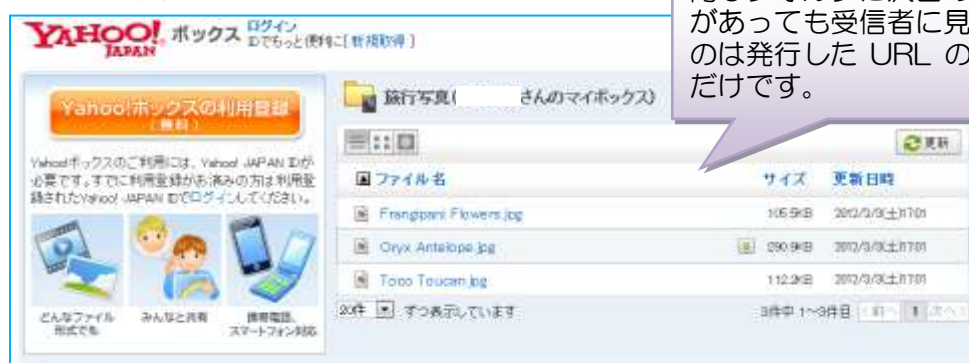 YAHOO! JAPAN ボックス ログイン
IDでもっと便利に[ 新規取得 ]
があっても受信者に見
のは発行した URL の
だけです。
Yahoo!ボックスの利用登録
(無料)
Yahoo!ボックスのご利用には、Yahoo! JAPAN IDが
必要です。すでに利用登録がお済みの方は利用登
録されたYahoo! JAPAN IDでログインしてください。
どんなファイル
形式でも
みんなと共有
携帯電話、
スマートフォン対応
旅行写真( さんのマイボックス)
更新
ファイル名 サイズ 更新日時
Frangipani Flowers.jpg 105.9KB
Oryx Antelope.jpg 290.9KB
Toco Toucan.jpg 112.2KB
20件 ずつ表示しています 3件中 1〜3件目 前へ 1 次へ